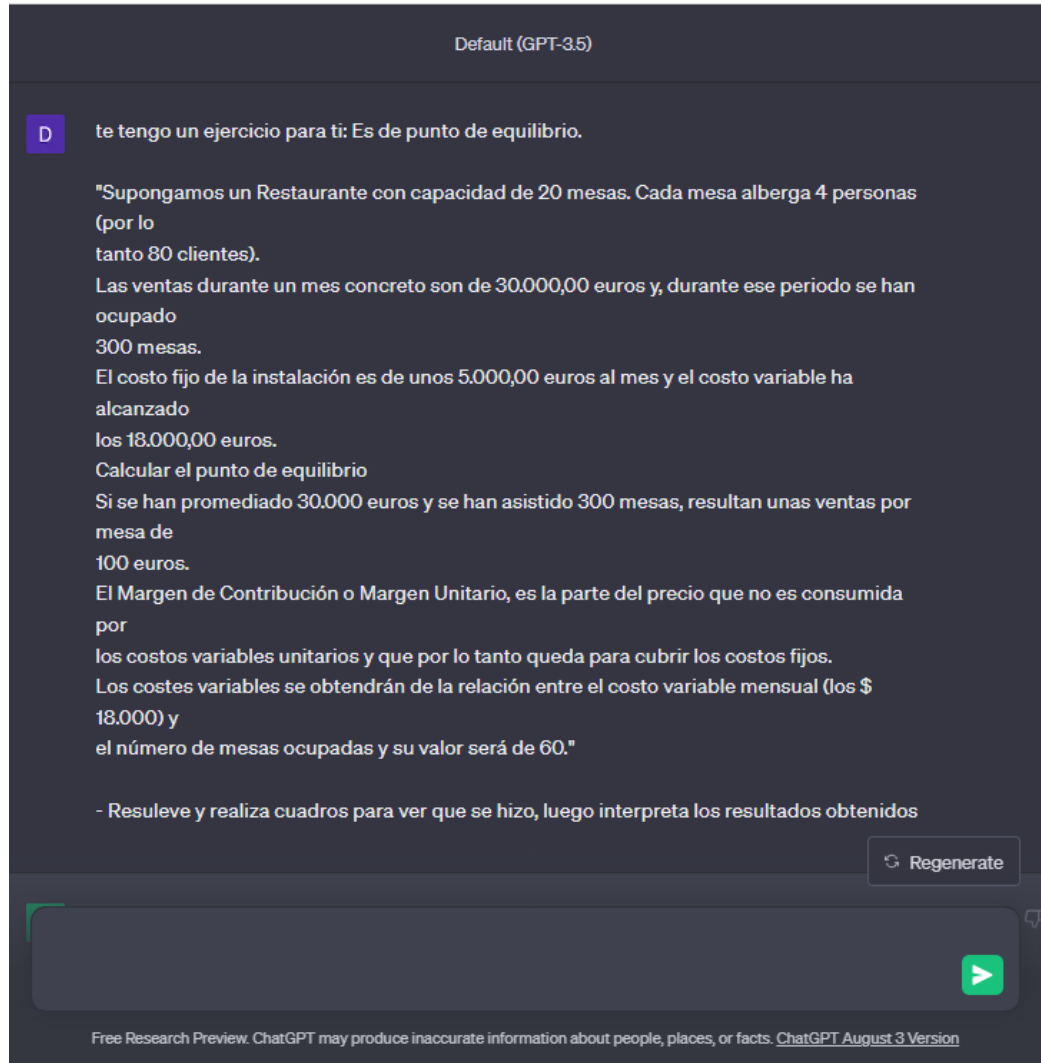 Default (GPT-3.5)
D
te tengo un ejercicio para ti: Es de punto de equilibrio.
"Supongamos un Restaurante con capacidad de 20 mesas. Cada mesa alberga 4 personas
(por lo
tanto 80 clientes).
Las ventas durante un mes concreto son de 30.000,00 euros y, durante ese periodo se han
ocupado
300 mesas.
El costo fijo de la instalación es de unos 5.000,00 euros al mes y el costo variable ha
alcanzado
los 18.000,00 euros.
Calcular el punto de equilibrio
Si se han promediado 30.000 euros y se han asistido 300 mesas, resultan unas ventas por
mesa de
100 euros.
El Margen de Contribución o Margen Unitario, es la parte del precio que no es consumida
por
los costos variables unitarios y que por lo tanto queda para cubrir los costos fijos.
Los costes variables se obtendrán de la relación entre el costo variable mensual (los $
18.000) y
el número de mesas ocupadas y su valor será de 60."
- Resuleve y realiza cuadros para ver que se hizo, luego interpreta los resultados obtenidos
Regenerate
Free Research Preview. ChatGPT may produce inaccurate information about people, places, or facts. ChatGPT August 3 Version